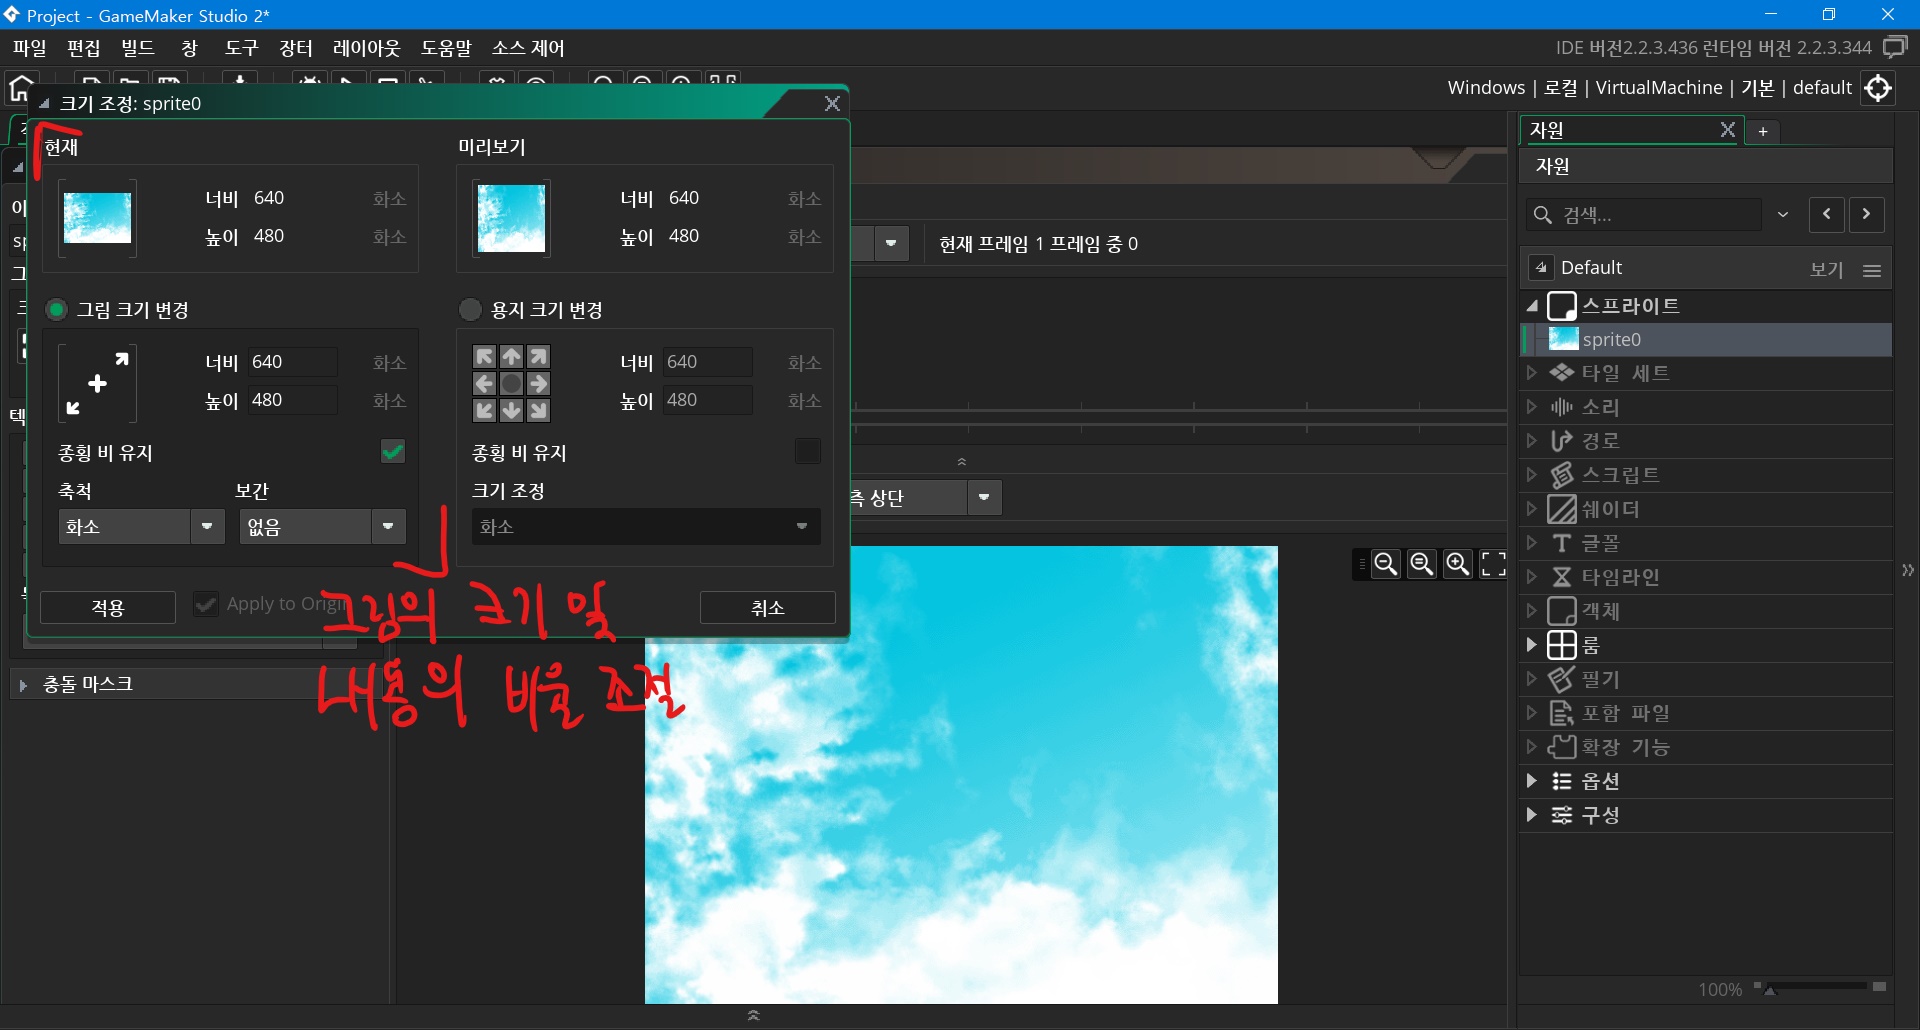 Project - GameMaker Studio 2*
파일 편집 빌드 창 도구 장터 레이아웃 도움말 소스 제어
IDE 버전2.2.3.436 런타임 버전 2.2.3.344
Windows | 로컬 | VirtualMachine | 기본 | default
크기 조정: sprite0
현재
너비 640 화소
높이 480 화소
미리보기
너비 640 화소
높이 480 화소
그림 크기 변경
너비 640 화소
높이 480 화소
종횡 비 유지
축척 보간
화소 없음
용지 크기 변경
너비 640 화소
높이 480 화소
종횡 비 유지
크기 조정
화소
적용
Apply to Origi
취소
그림의 크기 및
내통의 비율 조절
충돌 마스크
현재 프레임 1 프레임 중 0
측 상단
자원
+
자원
검색...
Default 보기
스프라이트
sprite0
타일 세트
소리
경로
스크립트
쉐이더
글꼴
타임라인
객체
룸
필기
포함 파일
확장 기능
옵션
구성
100%